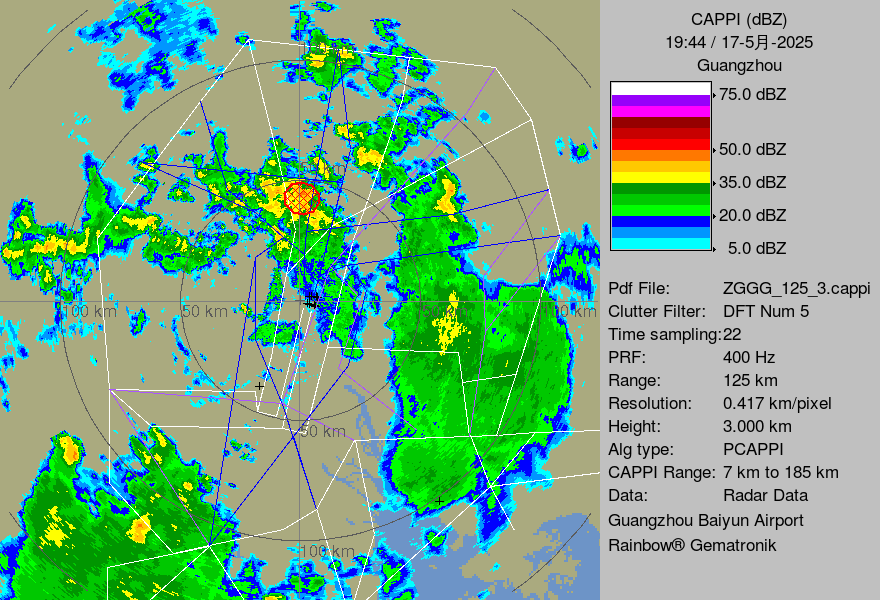 CAPPI (dBZ)
19:44 / 17-5月-2025
Guangzhou
75.0 dBZ
50.0 dBZ
35.0 dBZ
20.0 dBZ
5.0 dBZ
Pdf File: ZGGG_125_3.cappi
Clutter Filter: DFT Num 5
Time sampling:22
PRF: 400 Hz
Range: 125 km
Resolution: 0.417 km/pixel
Height: 3.000 km
Alg type: PCAPPI
CAPPI Range: 7 km to 185 km
Data: Radar Data
Guangzhou Baiyun Airport
Rainbow® Gematronik
100 km
50 km
100 km
50 km
100 km